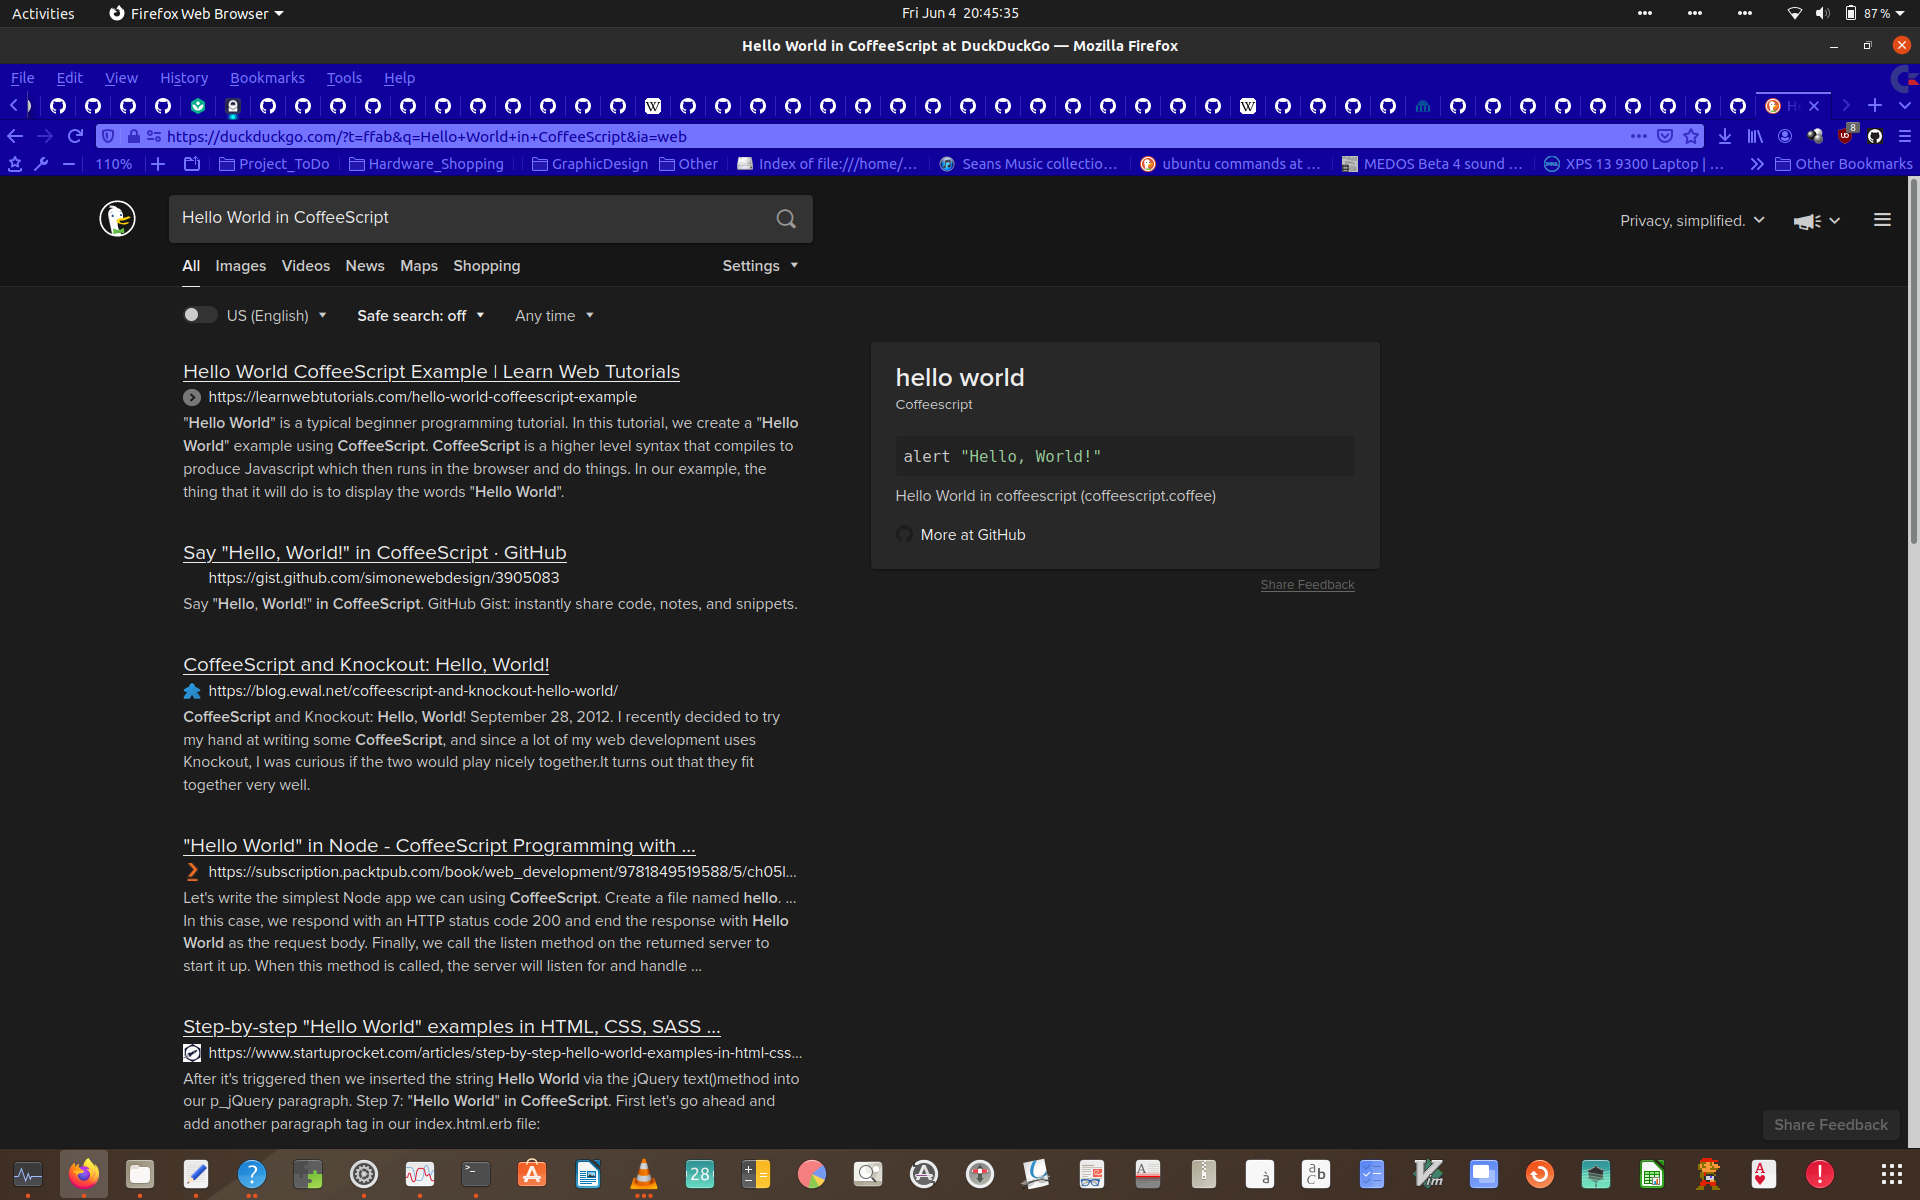 Activities
Firefox Web Browser
Fri Jun 4 20:45:35
87 %
Hello World in CoffeeScript at DuckDuckGo — Mozilla Firefox
File Edit View History Bookmarks Tools Help
https://duckduckgo.com/?t=ffab&q=Hello+World+in+CoffeeScript&ia=web
8
110%
Project_ToDo
Hardware_Shopping
GraphicDesign
Other
Index of file:///home/...
Seans Music collectio...
ubuntu commands at ...
MEDOS Beta 4 sound ...
XPS 13 9300 Laptop | ...
Other Bookmarks
Hello World in CoffeeScript
Privacy, simplified.
All Images Videos News Maps Shopping
Settings
US (English)
Safe search: off
Any time
Hello World CoffeeScript Example | Learn Web Tutorials
https://learnwebtutorials.com/hello-world-coffeescript-example
"Hello World" is a typical beginner programming tutorial. In this tutorial, we create a "Hello
World" example using CoffeeScript. CoffeeScript is a higher level syntax that compiles to
produce Javascript which then runs in the browser and do things. In our example, the
thing that it will do is to display the words "Hello World".
Say "Hello, World!" in CoffeeScript · GitHub
https://gist.github.com/simonewebdesign/3905083
Say "Hello, World!" in CoffeeScript. GitHub Gist: instantly share code, notes, and snippets.
CoffeeScript and Knockout: Hello, World!
https://blog.ewal.net/coffeescript-and-knockout-hello-world/
CoffeeScript and Knockout: Hello, World! September 28, 2012. I recently decided to try
my hand at writing some CoffeeScript, and since a lot of my web development uses
Knockout, I was curious if the two would play nicely together.It turns out that they fit
together very well.
"Hello World" in Node - CoffeeScript Programming with ...
https://subscription.packtpub.com/book/web_development/9781849519588/5/ch05l...
Let's write the simplest Node app we can using CoffeeScript. Create a file named hello. ...
In this case, we respond with an HTTP status code 200 and end the response with Hello
World as the request body. Finally, we call the listen method on the returned server to
start it up. When this method is called, the server will listen for and handle ...
Step-by-step "Hello World" examples in HTML, CSS, SASS ...
https://www.startuprocket.com/articles/step-by-step-hello-world-examples-in-html-css...
After it's triggered then we inserted the string Hello World via the jQuery text()method into
our p_jQuery paragraph. Step 7: "Hello World" in CoffeeScript. First let's go ahead and
add another paragraph tag in our index.html.erb file:
hello world
Coffeescript
alert "Hello, World!"
Hello World in coffeescript (coffeescript.coffee)
More at GitHub
Share Feedback
Share Feedback
28